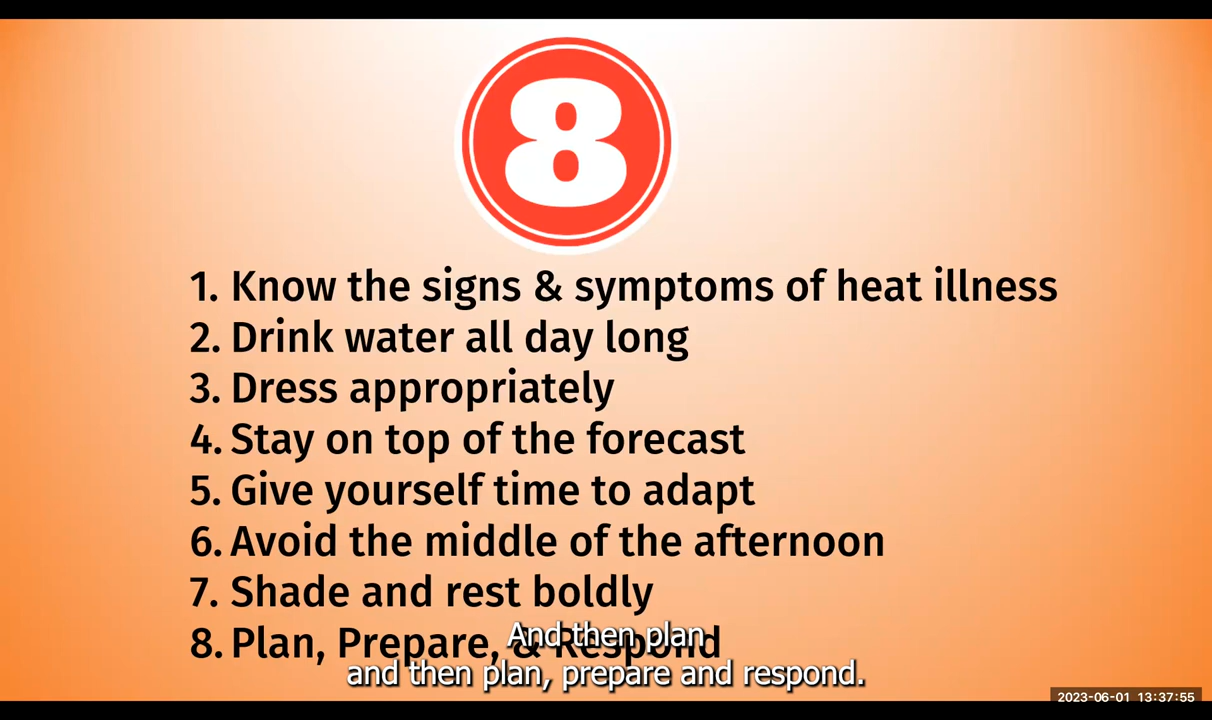 8
1. Know the signs & symptoms of heat illness
2. Drink water all day long
3. Dress appropriately
4. Stay on top of the forecast
5. Give yourself time to adapt
6. Avoid the middle of the afternoon
7. Shade and rest boldly
8. Plan, Prepare, & Respond
And then plan
and then plan, prepare and respond.
2023-06-01 13:37:55